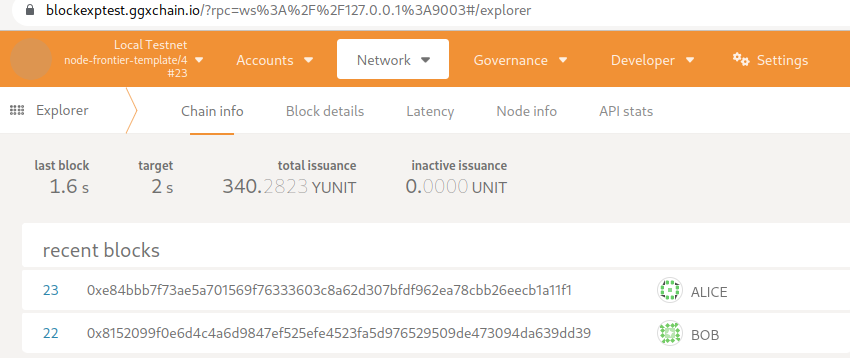 blockexptest.ggxchain.io/?rpc=ws%3A%2F%2F127.0.0.1%3A9003#/explorer
Local Testnet
node-frontier-template/4
#23
Accounts Network Governance Developer Settings
Explorer Chain info Block details Latency Node info API stats
last block target total issuance inactive issuance
1.6 s 2 s 340.2823 YUNIT 0.0000 UNIT
recent blocks
23 0xe84bbb7f73ae5a701569f76333603c8a62d307bfdf962ea78cbb26eecb1a11f1 ALICE
22 0x8152099f0e6d4c4a6d9847ef525efe4523fa5d976529509de473094da639dd39 BOB